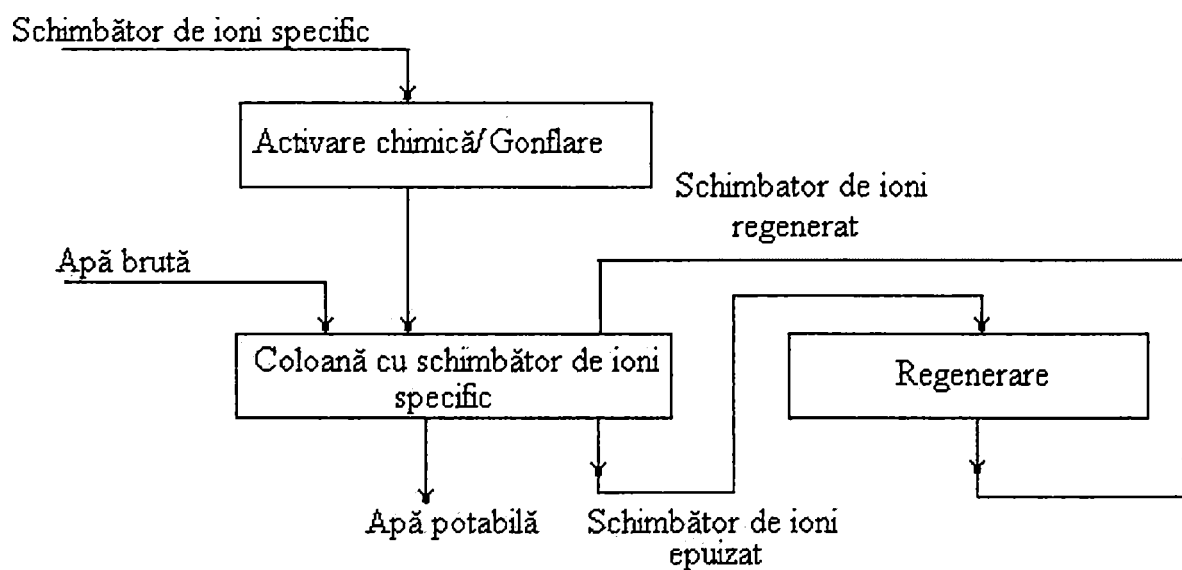 Schimbător de ioni specific
Activare chimică/ Gonflare
Schimbator de ioni
regenerat
Apă brută
Coloană cu schimbător de ioni
specific
Regenerare
Apă potabilă
Schimbător de ioni
epuizat